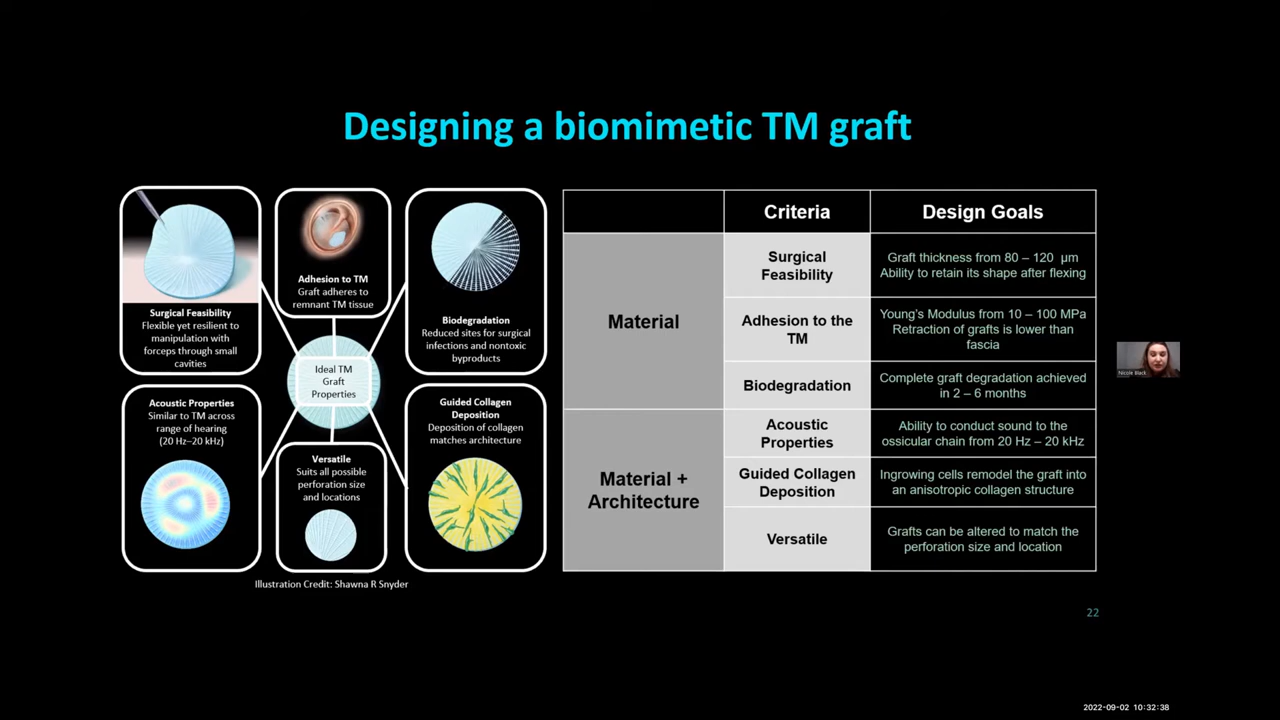 Designing a biomimetic TM graft
Surgical Feasibility
Flexible yet resilient to
manipulation with
forceps through small
cavities
Adhesion to TM
Graft adheres to
remnant TM tissue
Biodegradation
Reduced sites for surgical
infections and nontoxic
byproducts
Ideal TM
Graft
Properties
Acoustic Properties
Similar to TM across
range of hearing
(20 Hz–20 kHz)
Versatile
Suits all possible
perforation size
and locations
Guided Collagen
Deposition
Deposition of collagen
matches architecture
Illustration Credit: Shawna R Snyder
Criteria
Design Goals
Material
Surgical
Feasibility
Graft thickness from 80 – 120 µm
Ability to retain its shape after flexing
Adhesion to the
TM
Young's Modulus from 10 – 100 MPa
Retraction of grafts is lower than
fascia
Biodegradation
Complete graft degradation achieved
in 2 – 6 months
Material +
Architecture
Acoustic
Properties
Ability to conduct sound to the
ossicular chain from 20 Hz – 20 kHz
Guided Collagen
Deposition
Ingrowing cells remodel the graft into
an anisotropic collagen structure
Versatile
Grafts can be altered to match the
perforation size and location
Nicole Black
22
2022-09-02 10:32:38